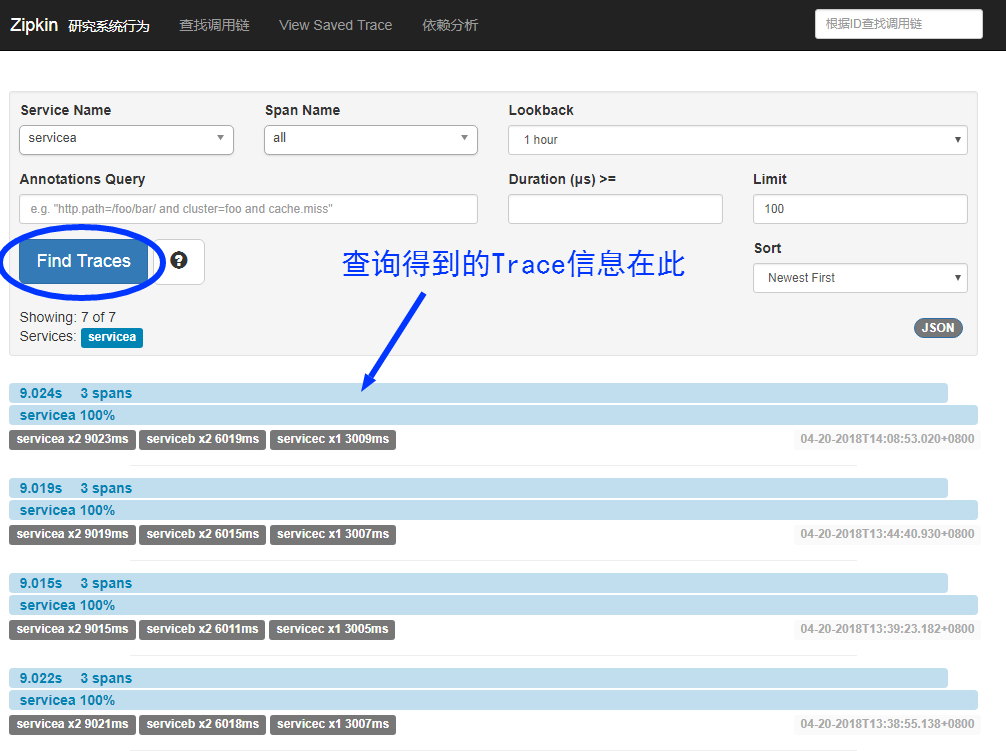 Zipkin 研究系统行为 查找调用链 View Saved Trace 依赖分析 根据ID查找调用链
Service Name Span Name Lookback
servicea all 1 hour
Annotations Query Duration (μs) >= Limit
e.g. "http.path=/foo/bar/ and cluster=foo and cache.miss" 100
Find Traces ? 查询得到的Trace信息在此 Sort
Newest First
Showing: 7 of 7
Services: servicea JSON
9.024s 3 spans
servicea 100%
servicea x2 9023ms serviceb x2 6019ms servicec x1 3009ms 04-20-2018T14:08:53.020+0800
9.019s 3 spans
servicea 100%
servicea x2 9019ms serviceb x2 6015ms servicec x1 3007ms 04-20-2018T13:44:40.930+0800
9.015s 3 spans
servicea 100%
servicea x2 9015ms serviceb x2 6011ms servicec x1 3005ms 04-20-2018T13:39:23.182+0800
9.022s 3 spans
servicea 100%
servicea x2 9021ms serviceb x2 6018ms servicec x1 3007ms 04-20-2018T13:38:55.138+0800